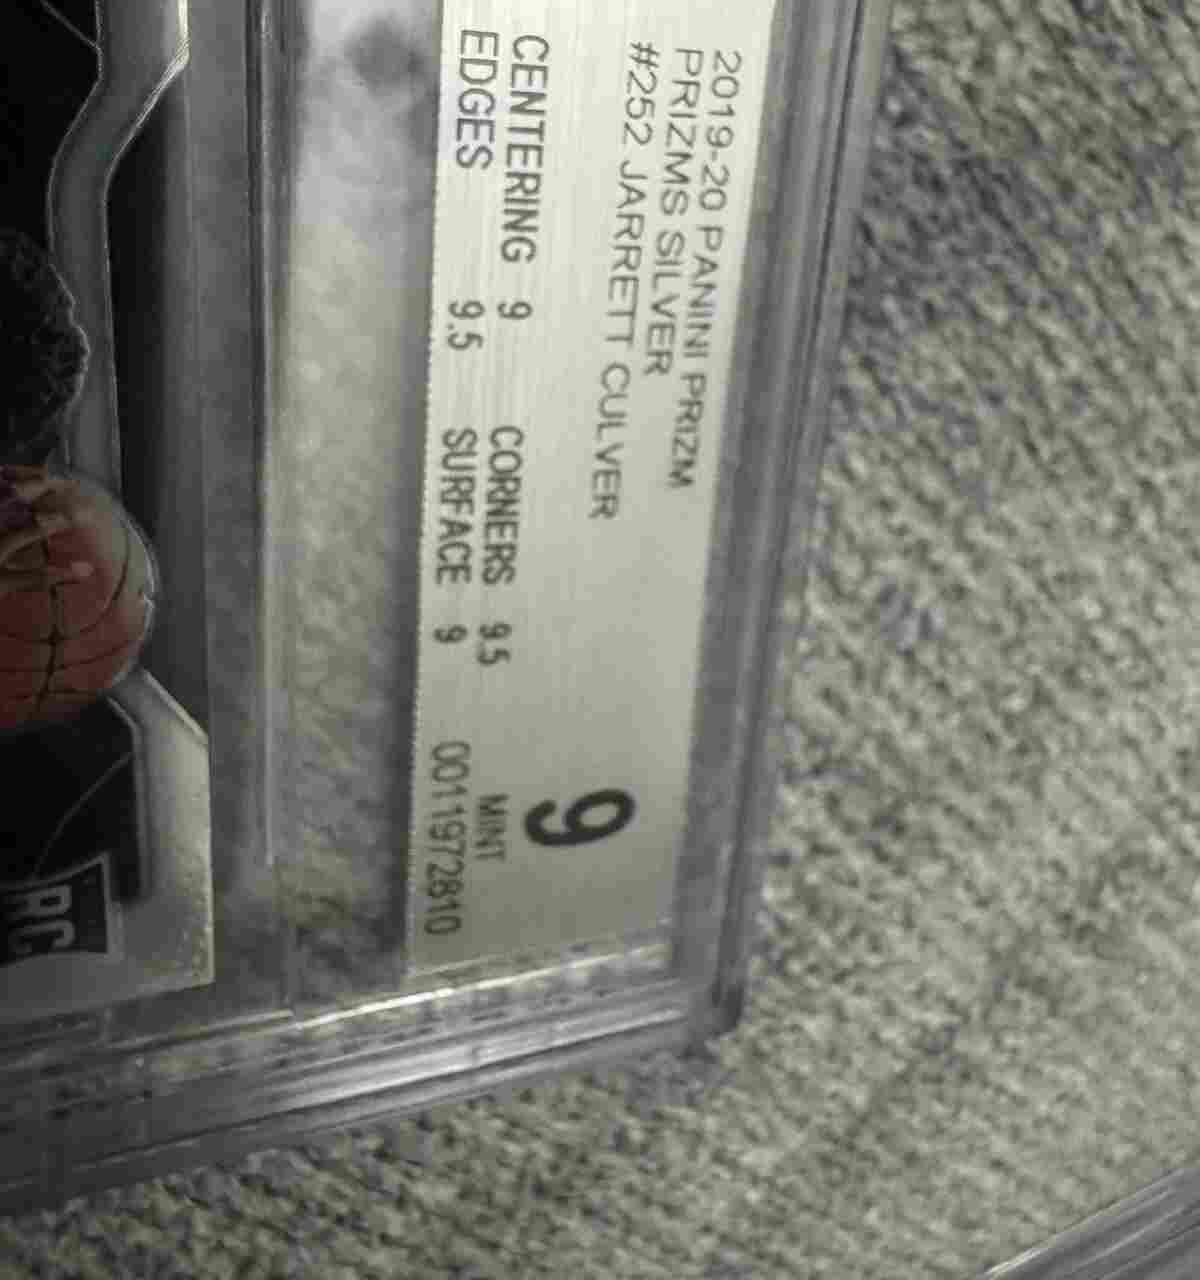 2019-20 PANINI PRIZM
PRIZMS SILVER
#252 JARRETT CULVER
9
CENTERING 9 CORNERS 9.5 MINT
EDGES 9.5 SURFACE 9 0011972810
RC